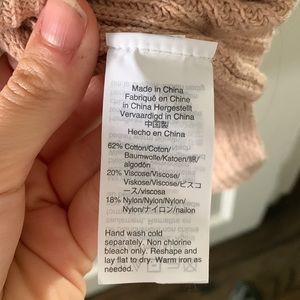 Made in China
Fabriqué en Chine
in China Hergestellt
Vervaardigd in China
中国製
Hecho en China
62% Cotton/Coton/
Baumwolle/Katoen/綿/
algodón
20% Viscose/Viscose/
Viskose/Viscose/ビスコ
ース/viscosa
18% Nylon/Nylon/Nylon/
Nylon/ナイロン/nailon
Hand wash cold
separately. Non chlorine
bleach only. Reshape and
lay flat to dry. Warm iron as
needed.